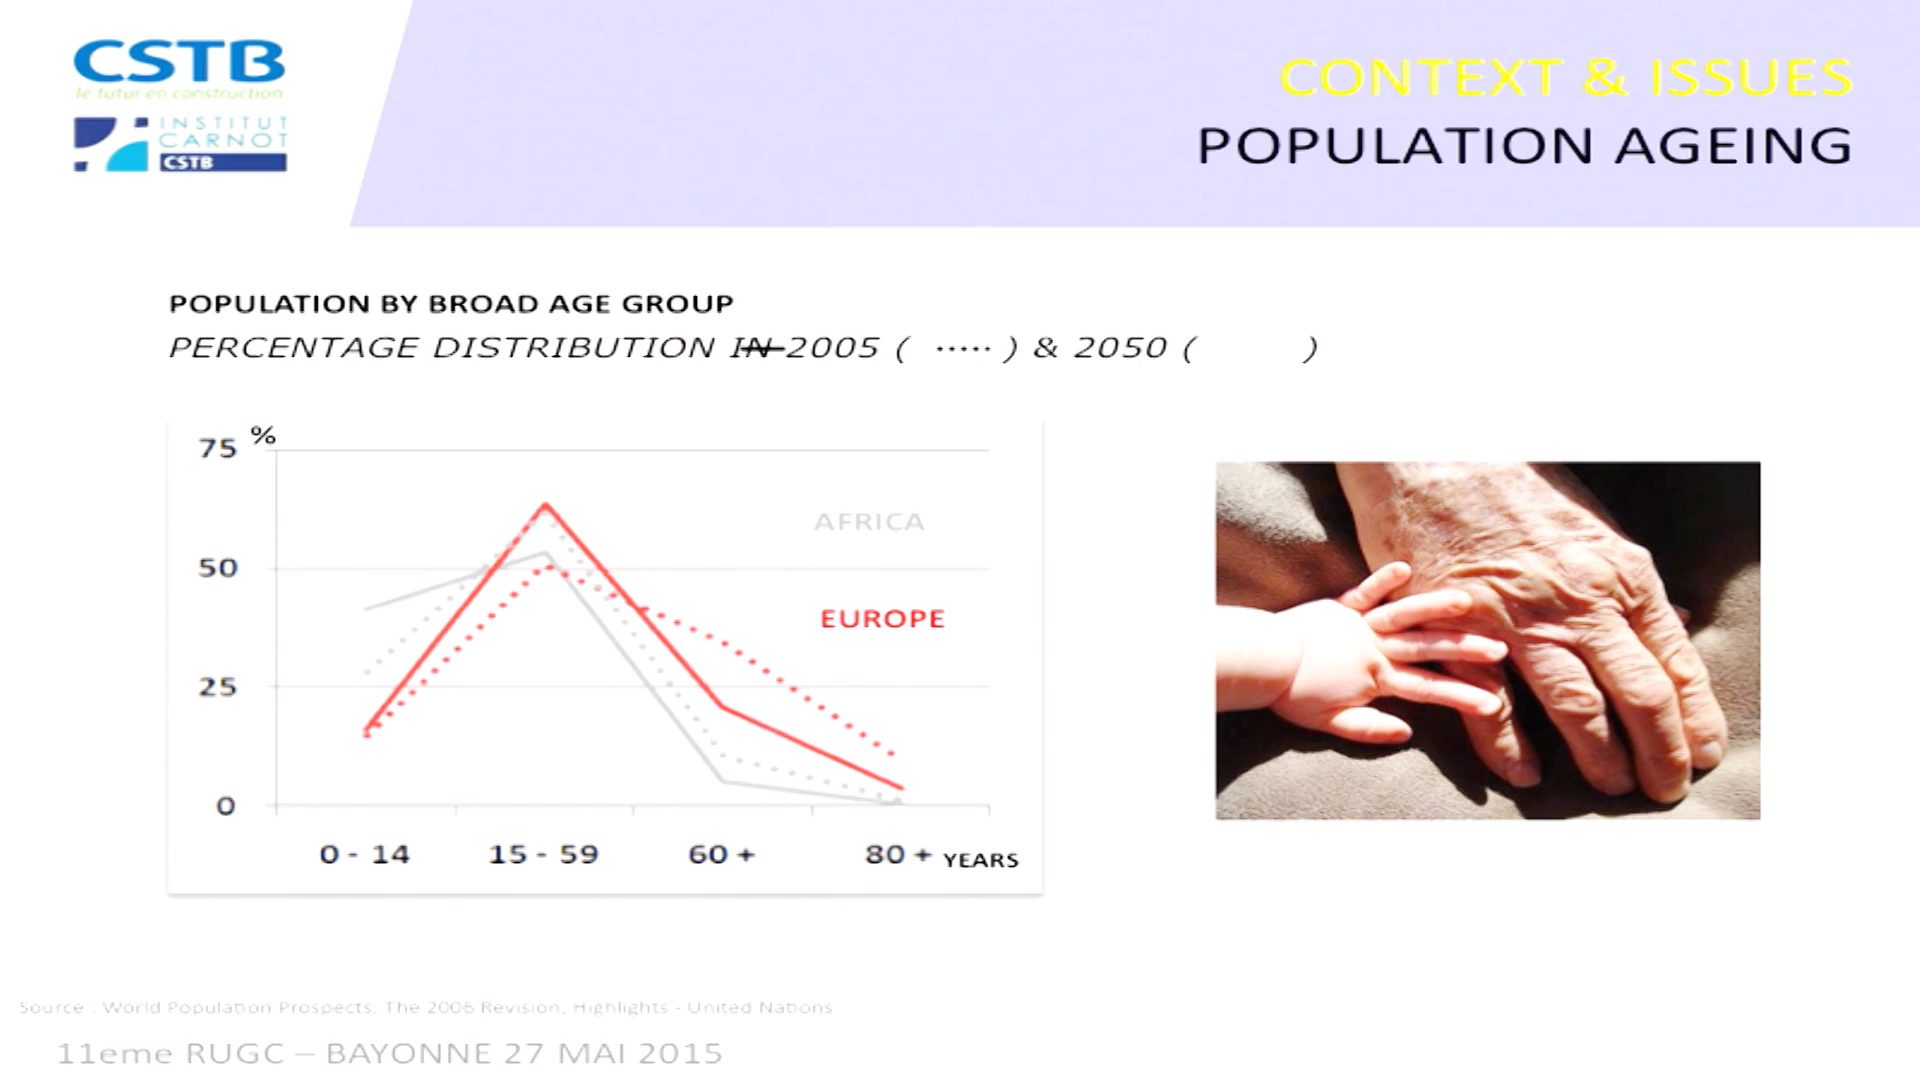 CSTB
le futur en construction
INSTITUT
CARNOT
CSTB
CONTEXT & ISSUES
POPULATION AGEING
POPULATION BY BROAD AGE GROUP
PERCENTAGE DISTRIBUTION IN 2005 ( ..... ) & 2050 ( )
%
75
50
25
0
AFRICA
EUROPE
0 - 14 15 - 59 60 + 80 + YEARS
Source : World Population Prospects: The 2006 Revision, Highlights - United Nations
11eme RUGC – BAYONNE 27 MAI 2015